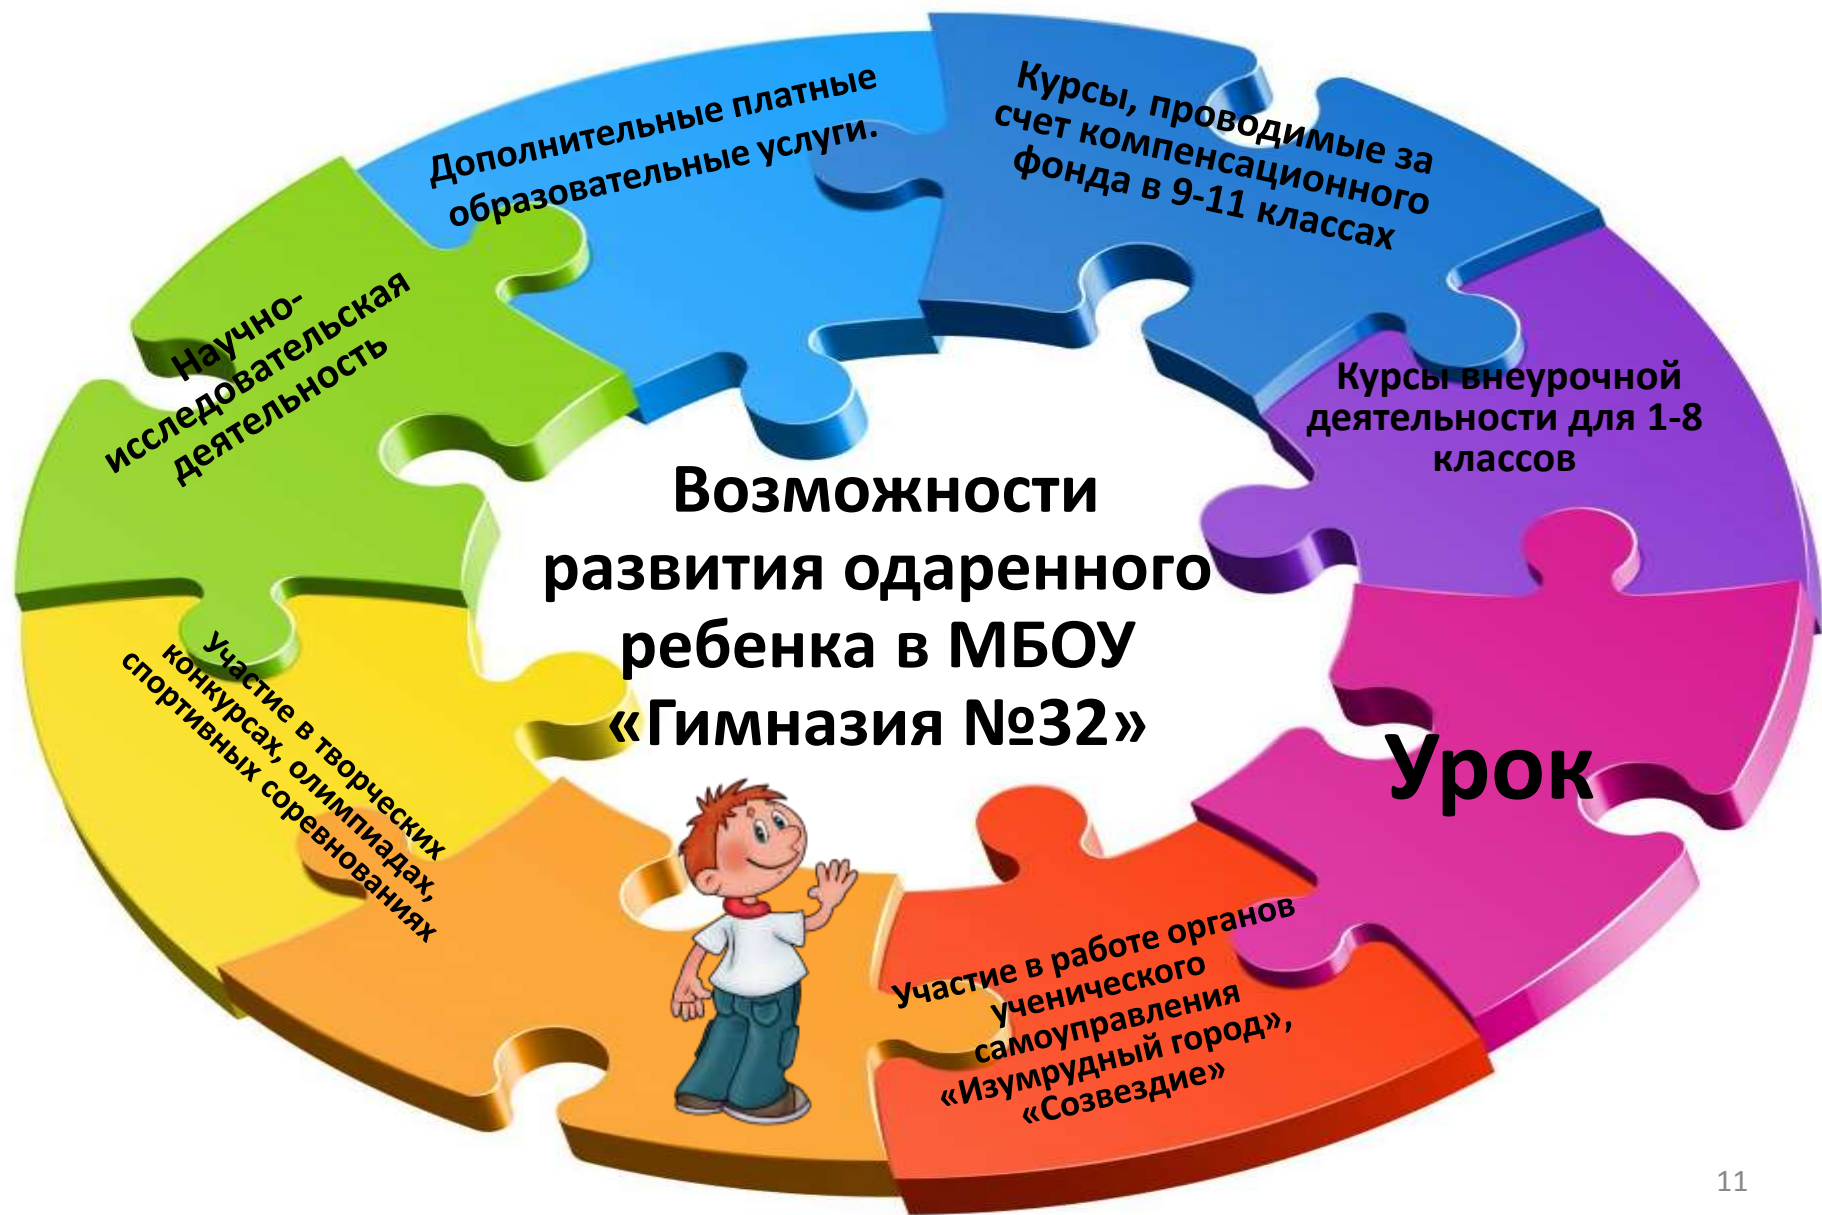 Дополнительные платные
образовательные услуги.
Курсы, проводимые за
счет компенсационного
фонда в 9-11 классах
Научно-
исследовательская
деятельность
Курсы внеурочной
деятельности для 1-8
классов
Возможности
развития одаренного
ребенка в МБОУ
«Гимназия №32»
Урок
Участие в творческих
конкурсах, олимпиадах,
спортивных соревнованиях
Участие в работе органов
ученического
самоуправления
«Изумрудный город»,
«Созвездие»
11